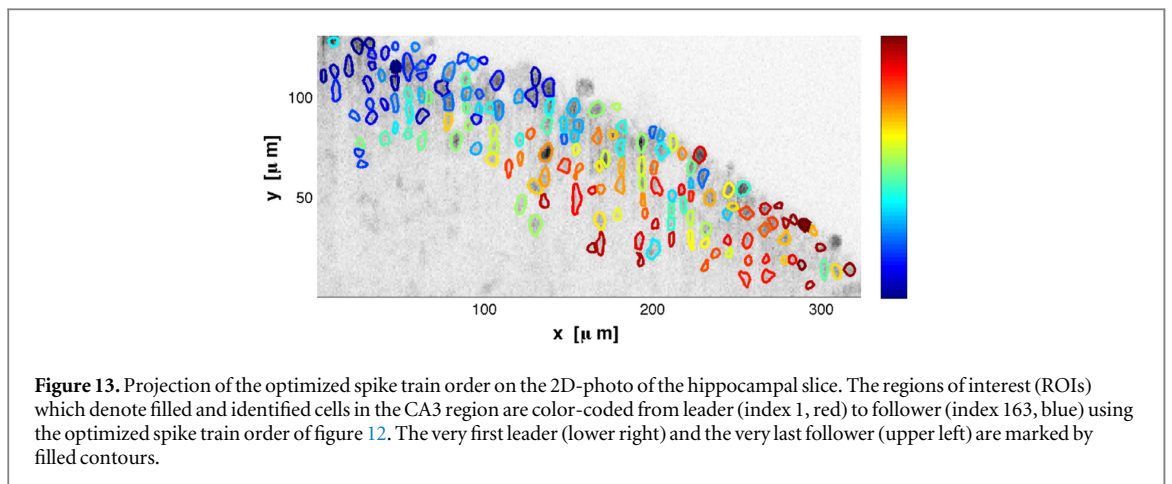 100
50
y [μ m]
100
200
300
x [μ m]
Figure 13. Projection of the optimized spike train order on the 2D-photo of the hippocampal slice. The regions of interest (ROIs)
which denote filled and identified cells in the CA3 region are color-coded from leader (index 1, red) to follower (index 163, blue) using
the optimized spike train order of figure 12. The very first leader (lower right) and the very last follower (upper left) are marked by
filled contours.